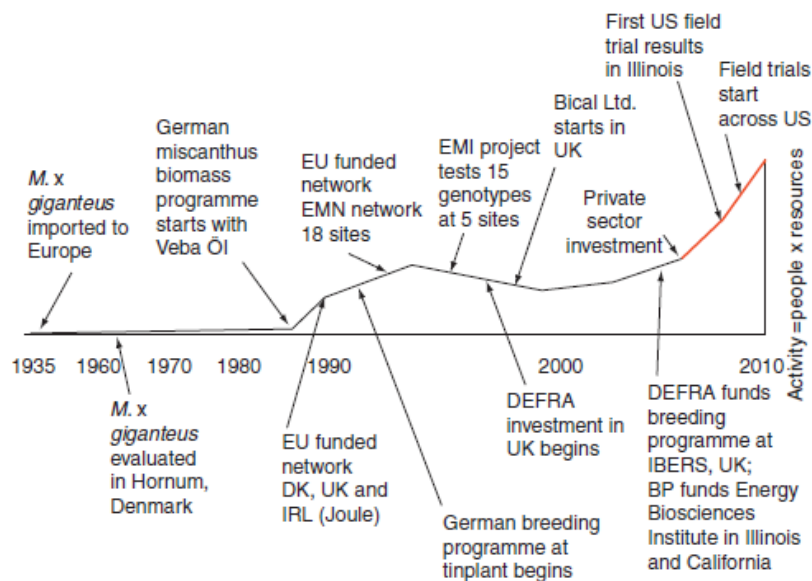 First US field
trial results
in Illinois
Field trials
start
across US
Bical Ltd.
starts in
UK
German
miscanthus
biomass
programme
starts with
Veba Öl
EMI project
tests 15
genotypes
at 5 sites
EU funded
network
EMN network
18 sites
M. x
giganteus
imported to
Europe
Private
sector
investment
Activity =people x resources
1935 1960 1970 1980 1990 2000 2010
M. x
giganteus
evaluated
in Hornum,
Denmark
EU funded
network
DK, UK and
IRL (Joule)
German breeding
programme at
tinplant begins
DEFRA
investment in
UK begins
DEFRA funds
breeding
programme at
IBERS, UK;
BP funds Energy
Biosciences
Institute in Illinois
and California